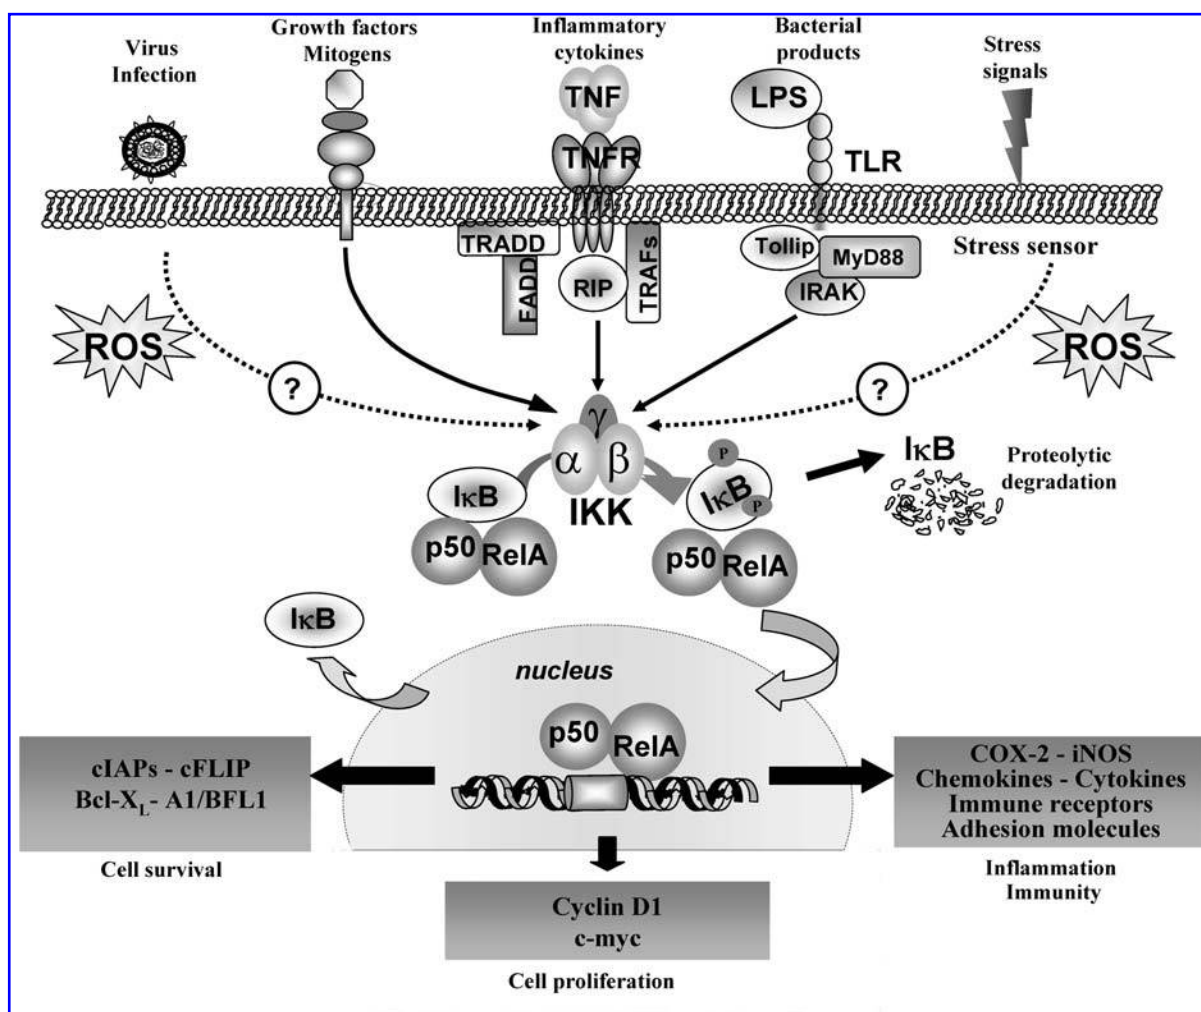 Virus
Infection
Growth factors
Mitogens
Inflammatory
cytokines
Bacterial
products
Stress
signals
TNF
TNFR
LPS
TLR
TRADD
FADD
RIP
TRAFs
Tollip
MyD88
IRAK
Stress sensor
ROS
ROS
?
?
γ
α
β
IKK
IκB
p50
RelA
P
IκB
P
p50
RelA
IκB
Proteolytic
degradation
IκB
nucleus
p50
RelA
cIAPs - cFLIP
Bcl-XL- A1/BFL1
Cell survival
COX-2 - iNOS
Chemokines - Cytokines
Immune receptors
Adhesion molecules
Inflammation
Immunity
Cyclin D1
c-myc
Cell proliferation